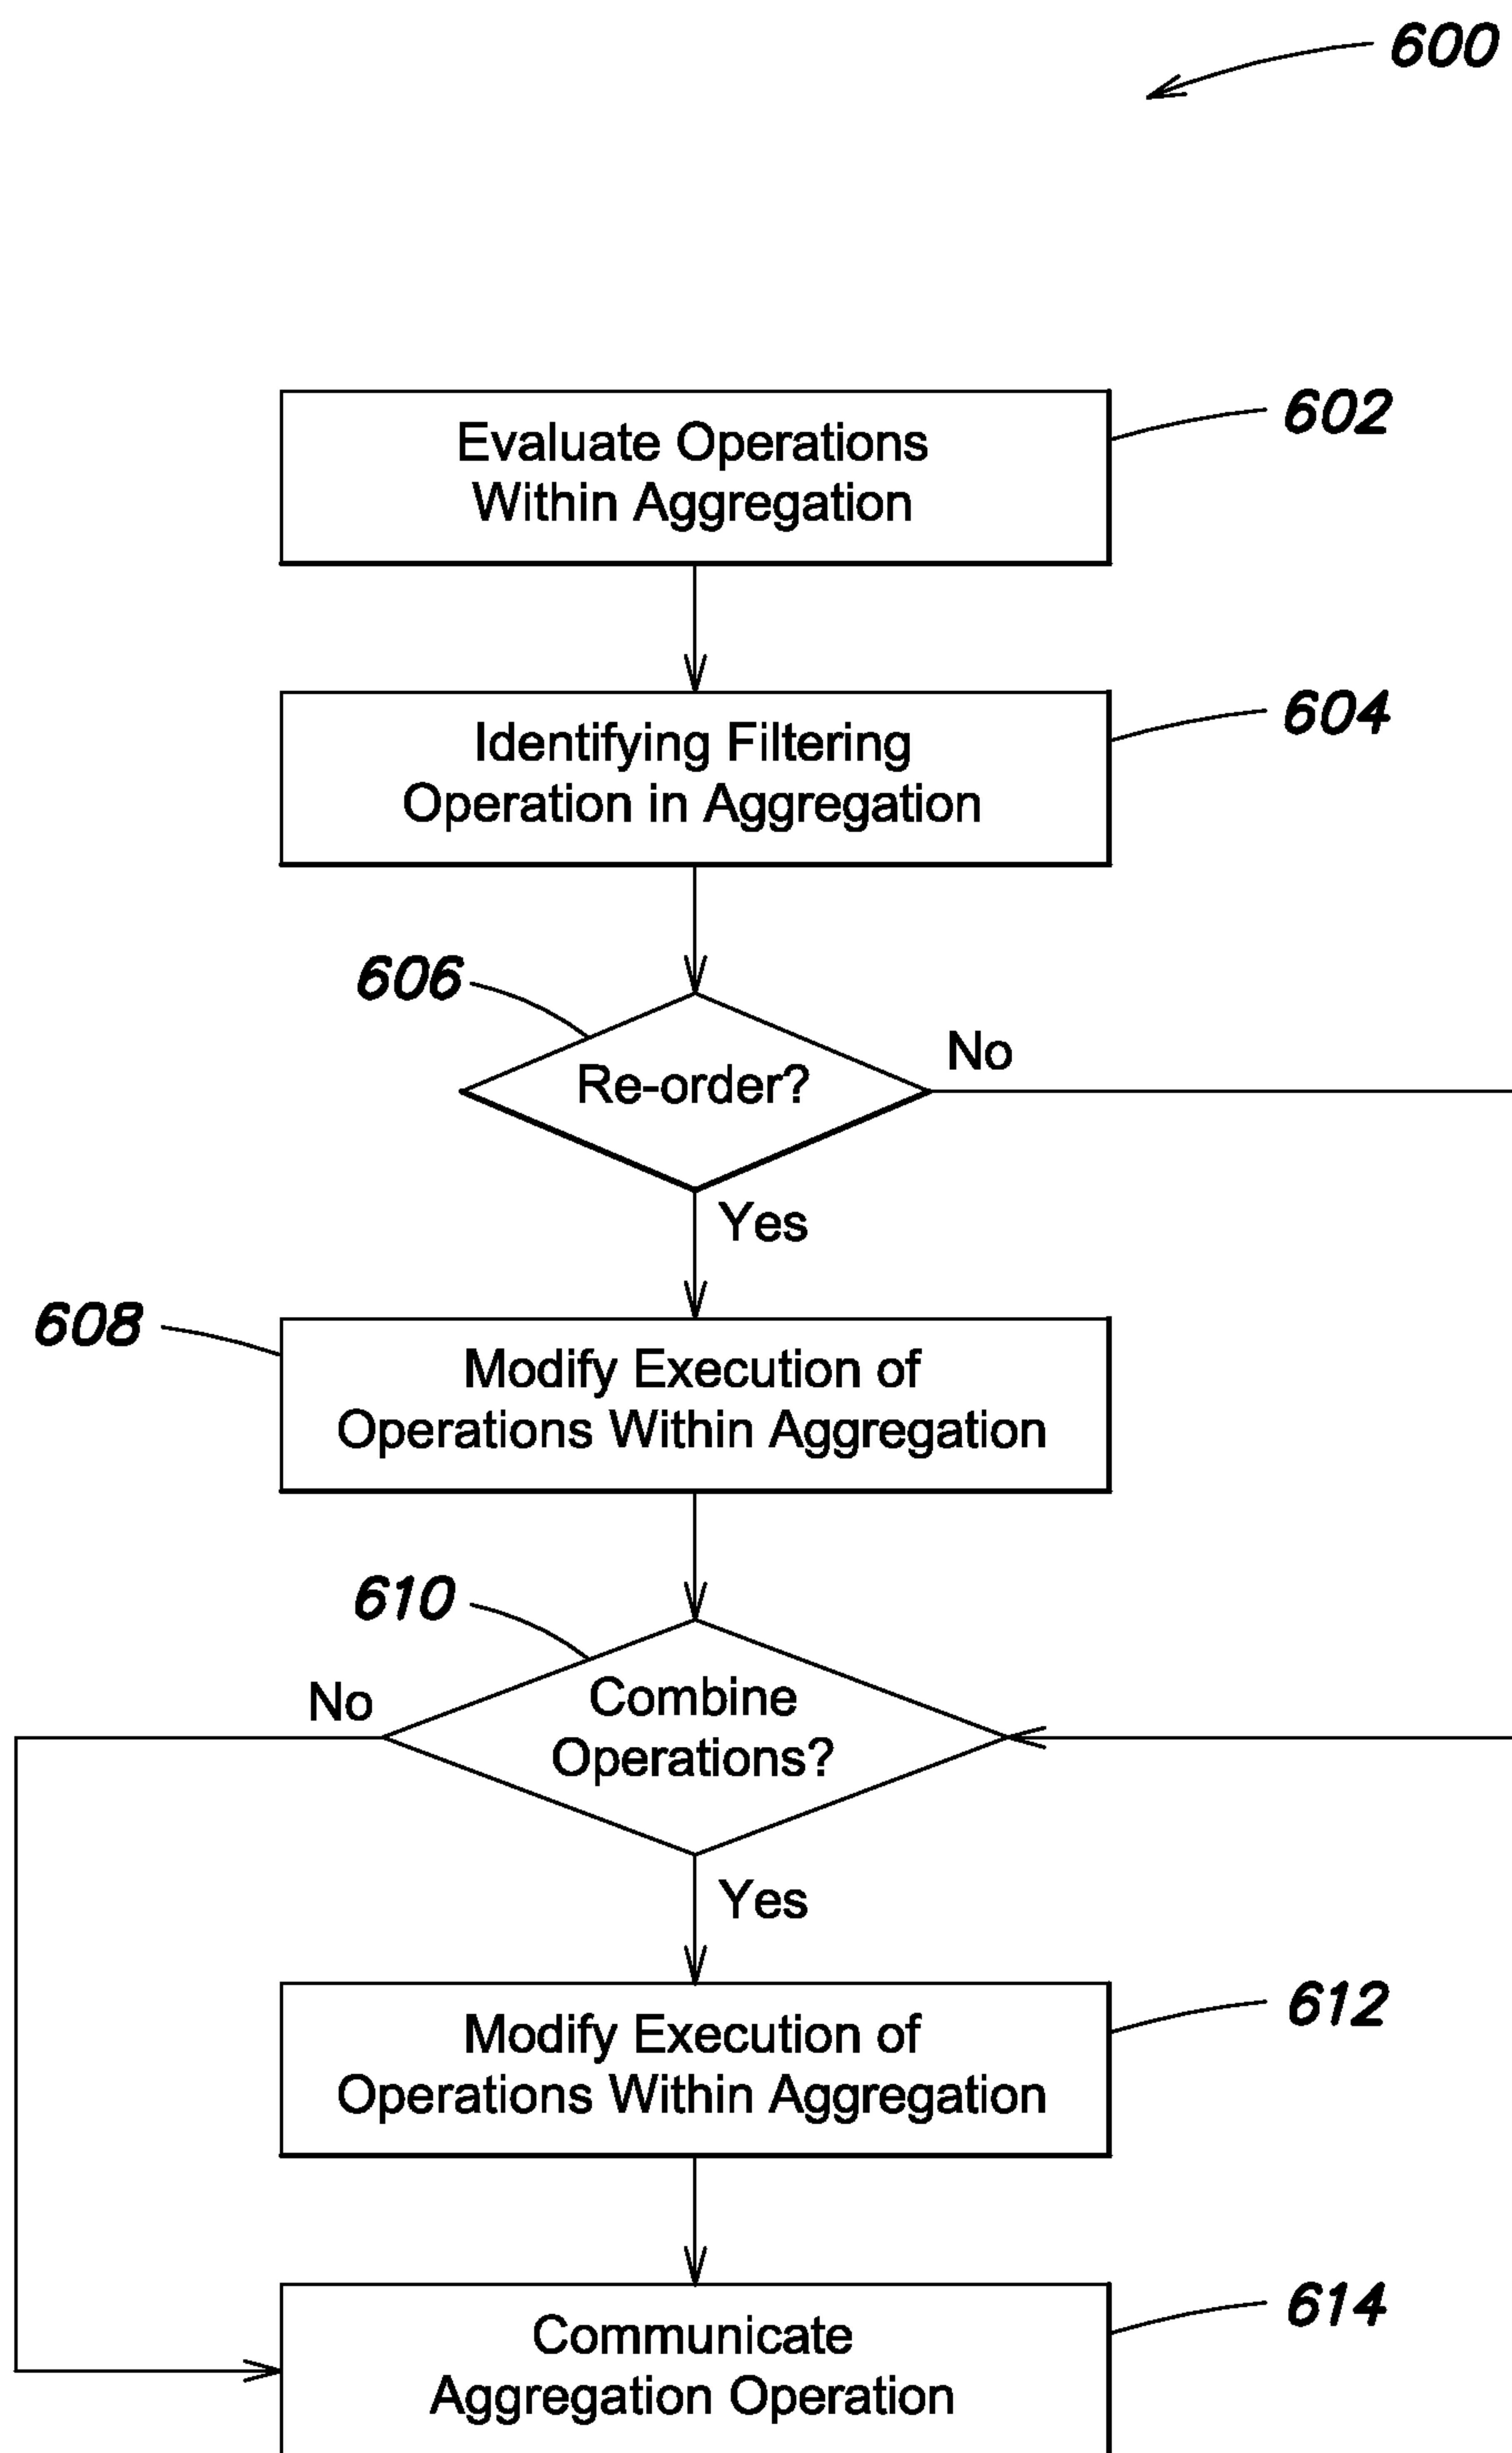 600
Evaluate Operations
Within Aggregation
602
Identifying Filtering
Operation in Aggregation
604
606
Re-order?
No
Yes
608
Modify Execution of
Operations Within Aggregation
610
No
Combine
Operations?
Yes
Modify Execution of
Operations Within Aggregation
612
Communicate
Aggregation Operation
614